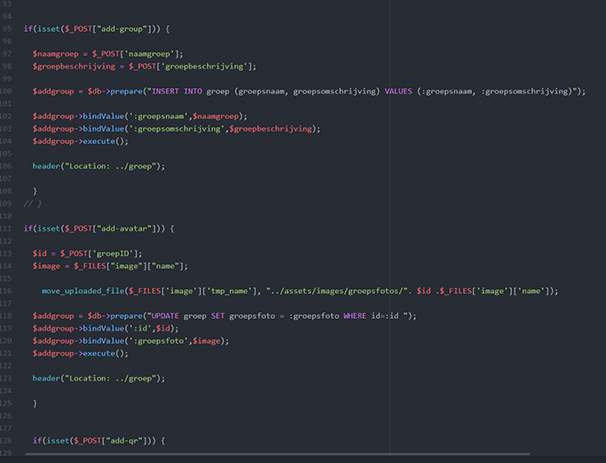 93
94
95 if(isset($_POST["add-group"])) {
96
97 $naamgroep = $_POST['naamgroep'];
98 $groepbeschrijving = $_POST['groepbeschrijving'];
99
100 $addgroup = $db->prepare("INSERT INTO groep (groepsnaam, groepsomschrijving) VALUES (:groepsnaam, :groepsomschrijving)");
101
102 $addgroup->bindValue(':groepsnaam',$naamgroep);
103 $addgroup->bindValue(':groepsomschrijving',$groepbeschrijving);
104 $addgroup->execute();
105
106 header("Location: ../groep");
107
108 }
109 // }
110
111 if(isset($_POST["add-avatar"])) {
112
113 $id = $_POST['groepID'];
114 $image = $_FILES["image"]["name"];
115
116 move_uploaded_file($_FILES['image']['tmp_name'], "../assets/images/groepsfotos/". $id .$_FILES['image']['name']);
117
118 $addgroup = $db->prepare("UPDATE groep SET groepsfoto = :groepsfoto WHERE id=:id ");
119 $addgroup->bindValue(':id',$id);
120 $addgroup->bindValue(':groepsfoto',$image);
121 $addgroup->execute();
122
123 header("Location: ../groep");
124
125 }
126
127
128 if(isset($_POST["add-qr"])) {
129